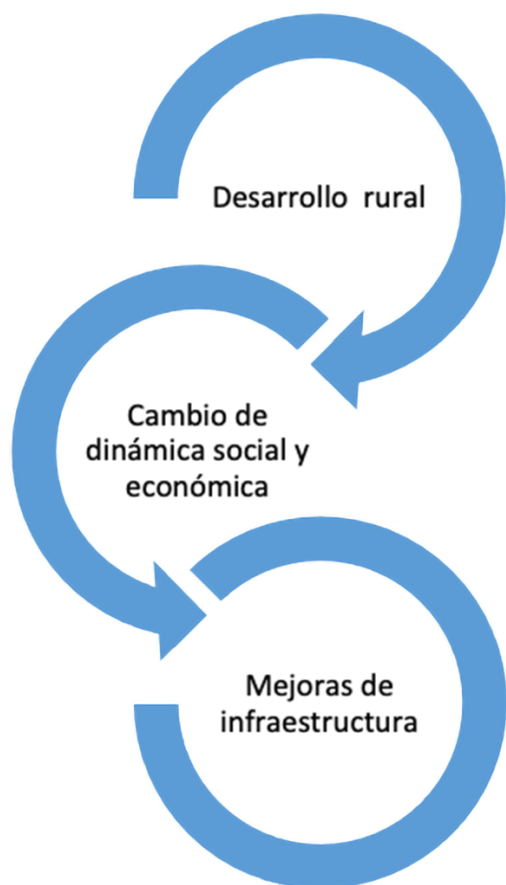 Desarrollo  rural
Cambio de
dinámica social y
económica
Mejoras de
infraestructura